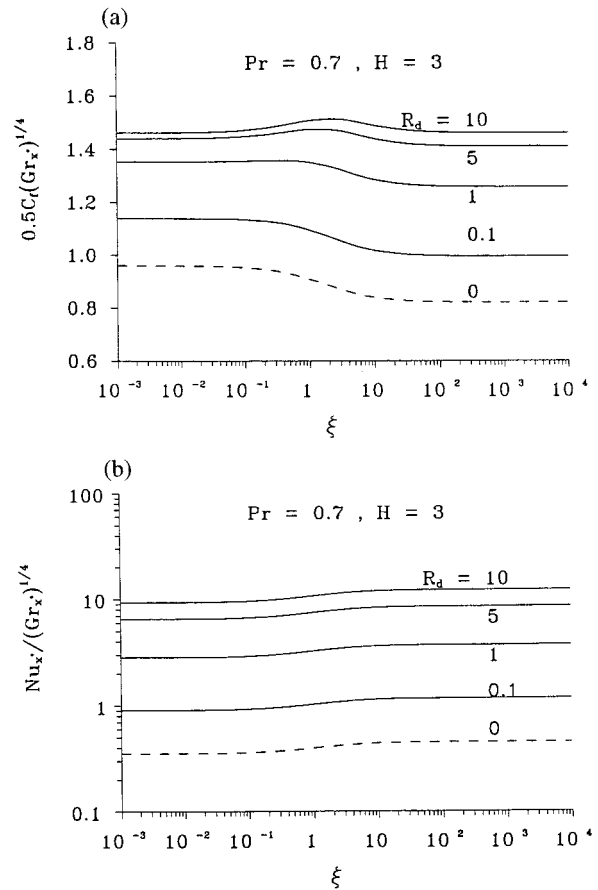 (a)
Pr = 0.7 , H = 3
1.8
1.6
1.4
1.2
1.0
0.8
0.6
0.5C_f(Gr_x*)^{1/4}
R_d = 10
5
1
0.1
0
10^{-3} 10^{-2} 10^{-1} 1 10 10^2 10^3 10^4
ξ
(b)
Pr = 0.7 , H = 3
100
10
1
0.1
Nu_x*/(Gr_x*)^{1/4}
R_d = 10
5
1
0.1
0
10^{-3} 10^{-2} 10^{-1} 1 10 10^2 10^3 10^4
ξ